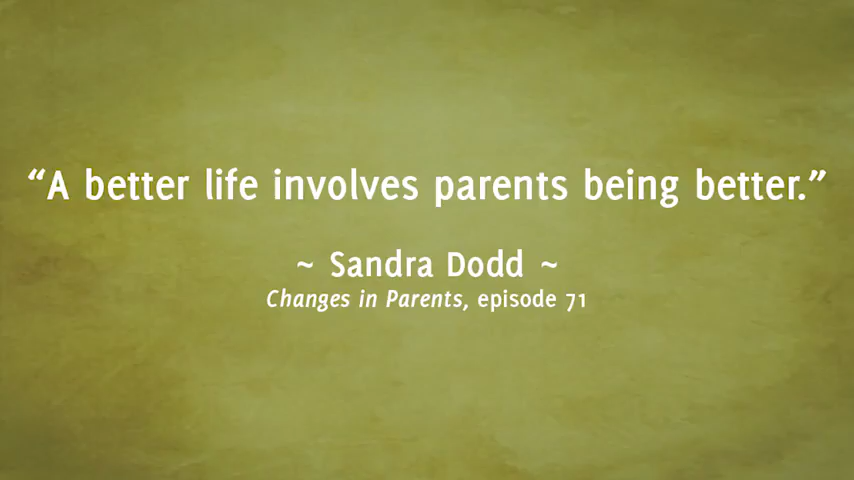 “A better life involves parents being better.”
~ Sandra Dodd ~
Changes in Parents, episode 71